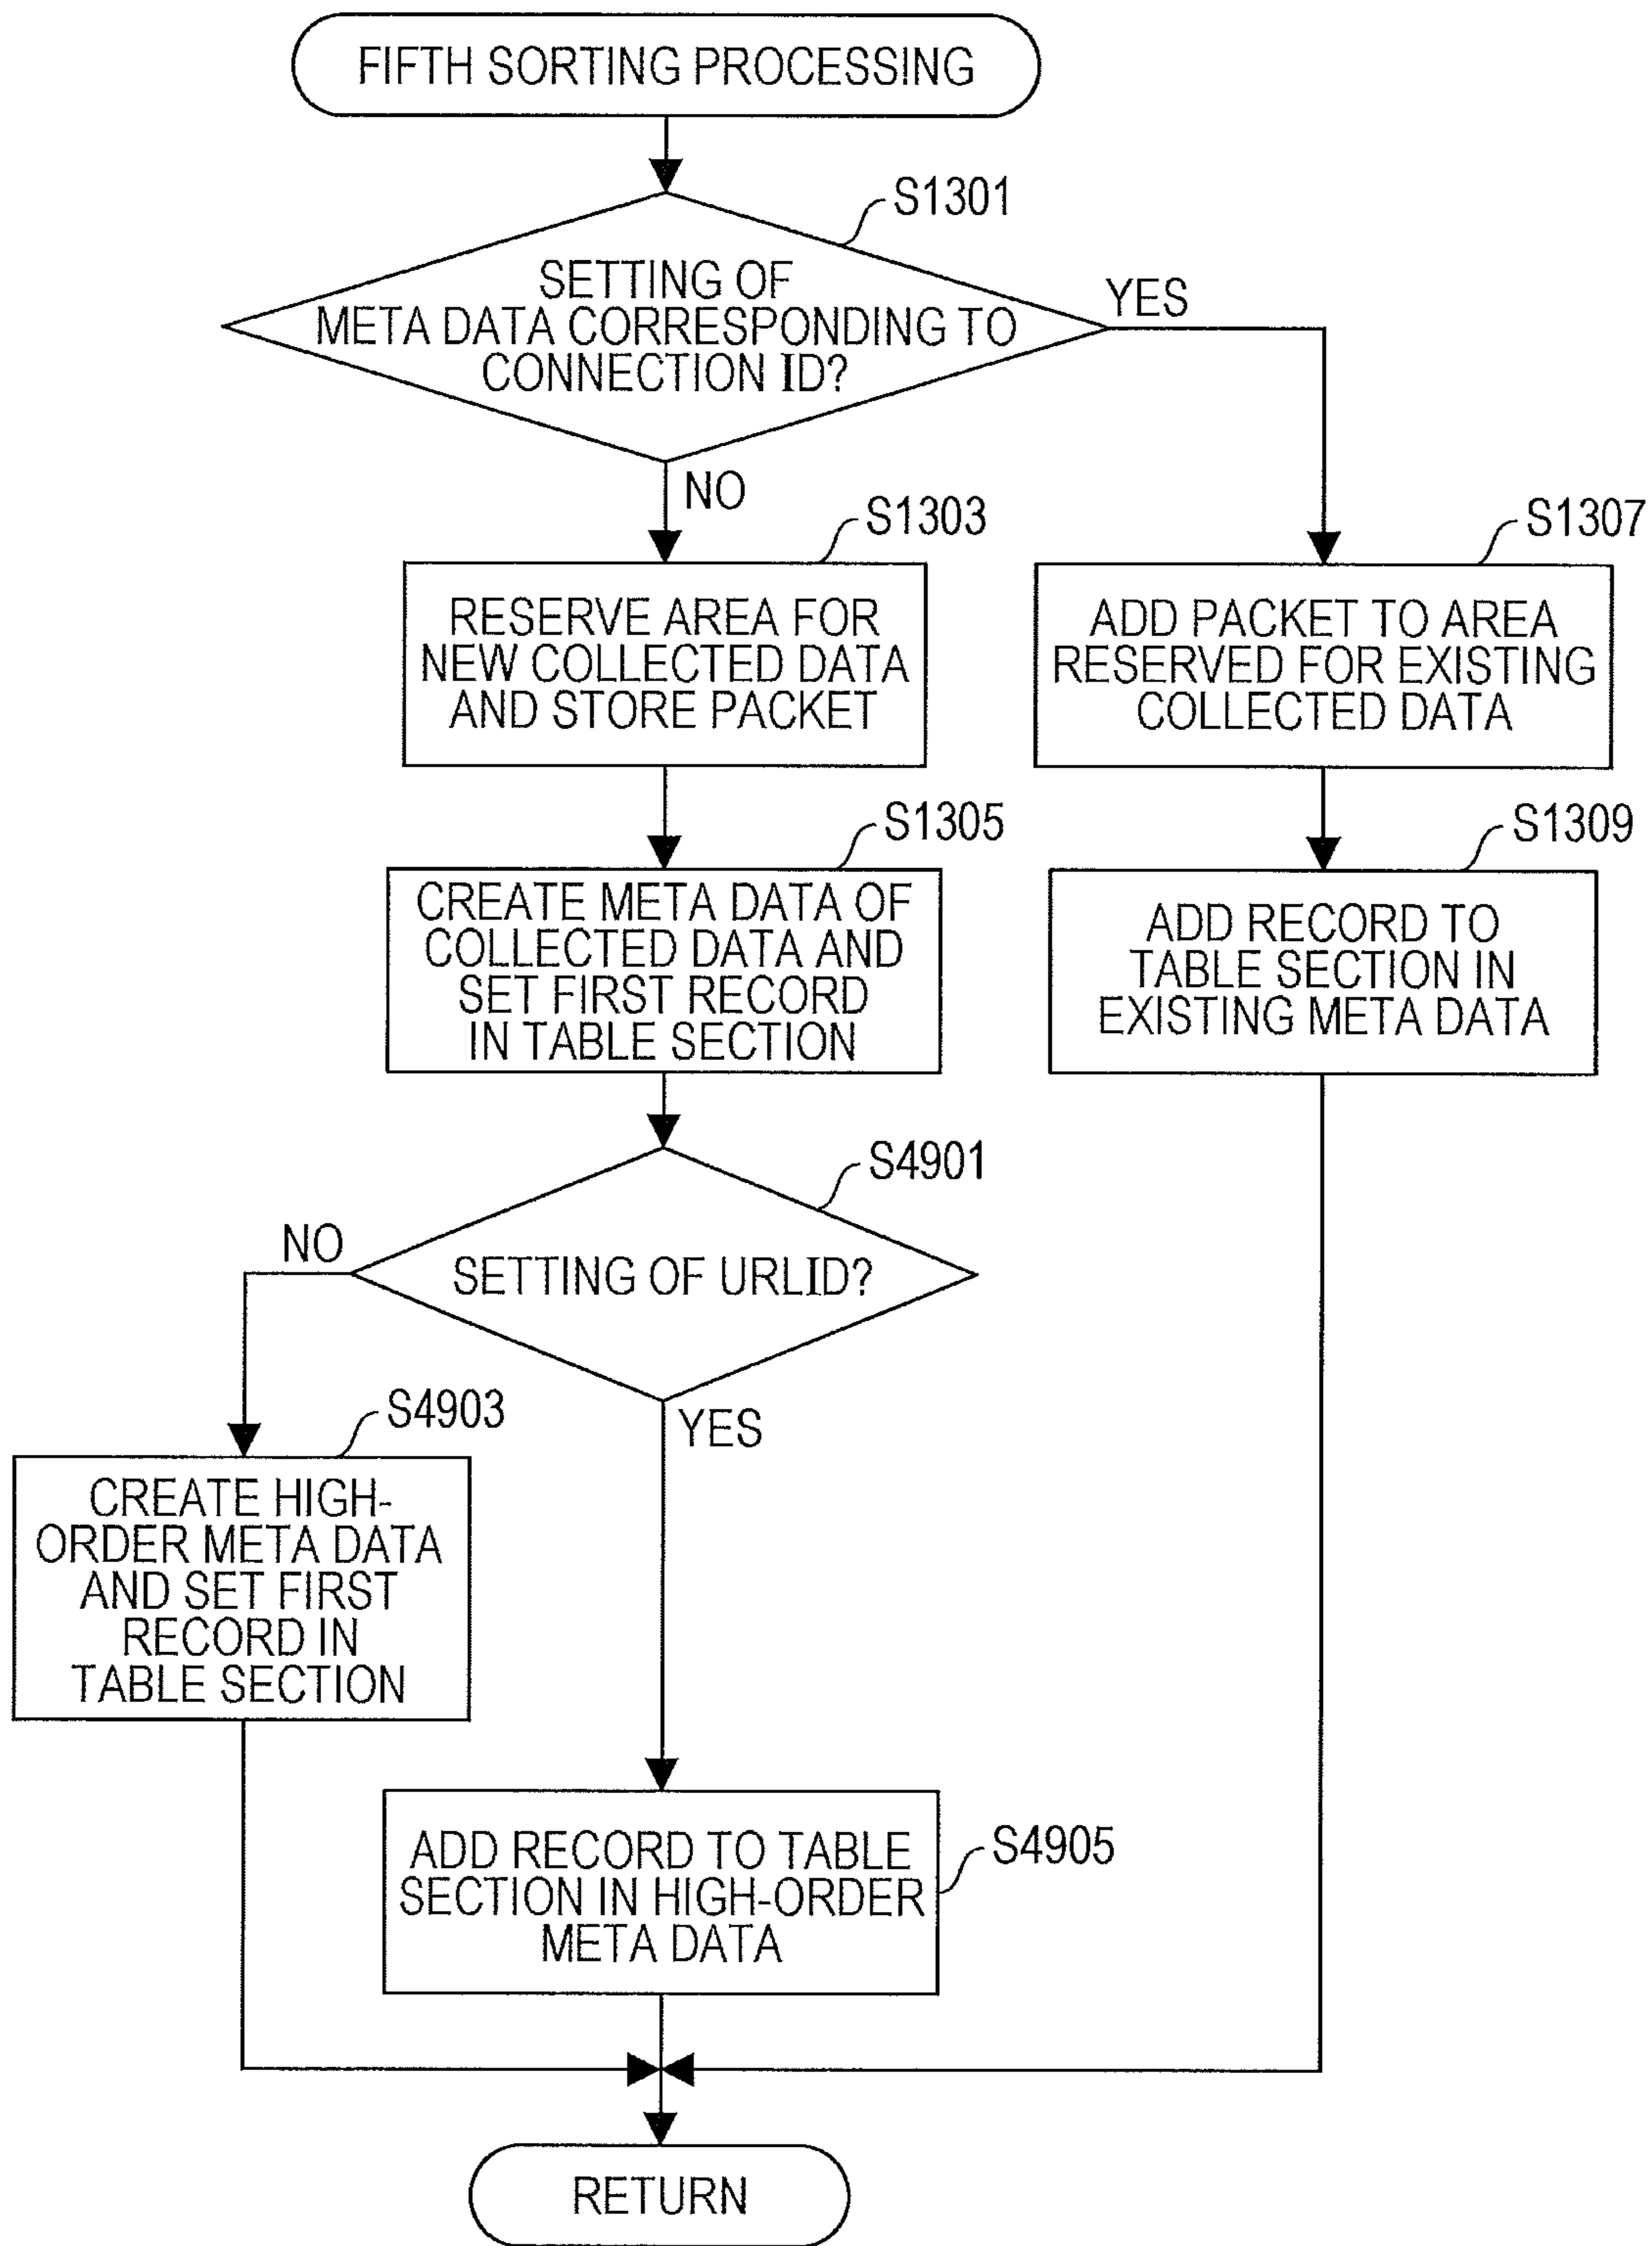 FIFTH SORTING PROCESSING
S1301
SETTING OF
META DATA CORRESPONDING TO
CONNECTION ID?
YES
NO
S1303
RESERVE AREA FOR
NEW COLLECTED DATA
AND STORE PACKET
S1307
ADD PACKET TO AREA
RESERVED FOR EXISTING
COLLECTED DATA
S1305
CREATE META DATA OF
COLLECTED DATA AND
SET FIRST RECORD
IN TABLE SECTION
S1309
ADD RECORD TO
TABLE SECTION IN
EXISTING META DATA
S4901
SETTING OF URLID?
NO
YES
S4903
CREATE HIGH-
ORDER META DATA
AND SET FIRST
RECORD IN
TABLE SECTION
S4905
ADD RECORD TO TABLE
SECTION IN HIGH-ORDER
META DATA
RETURN